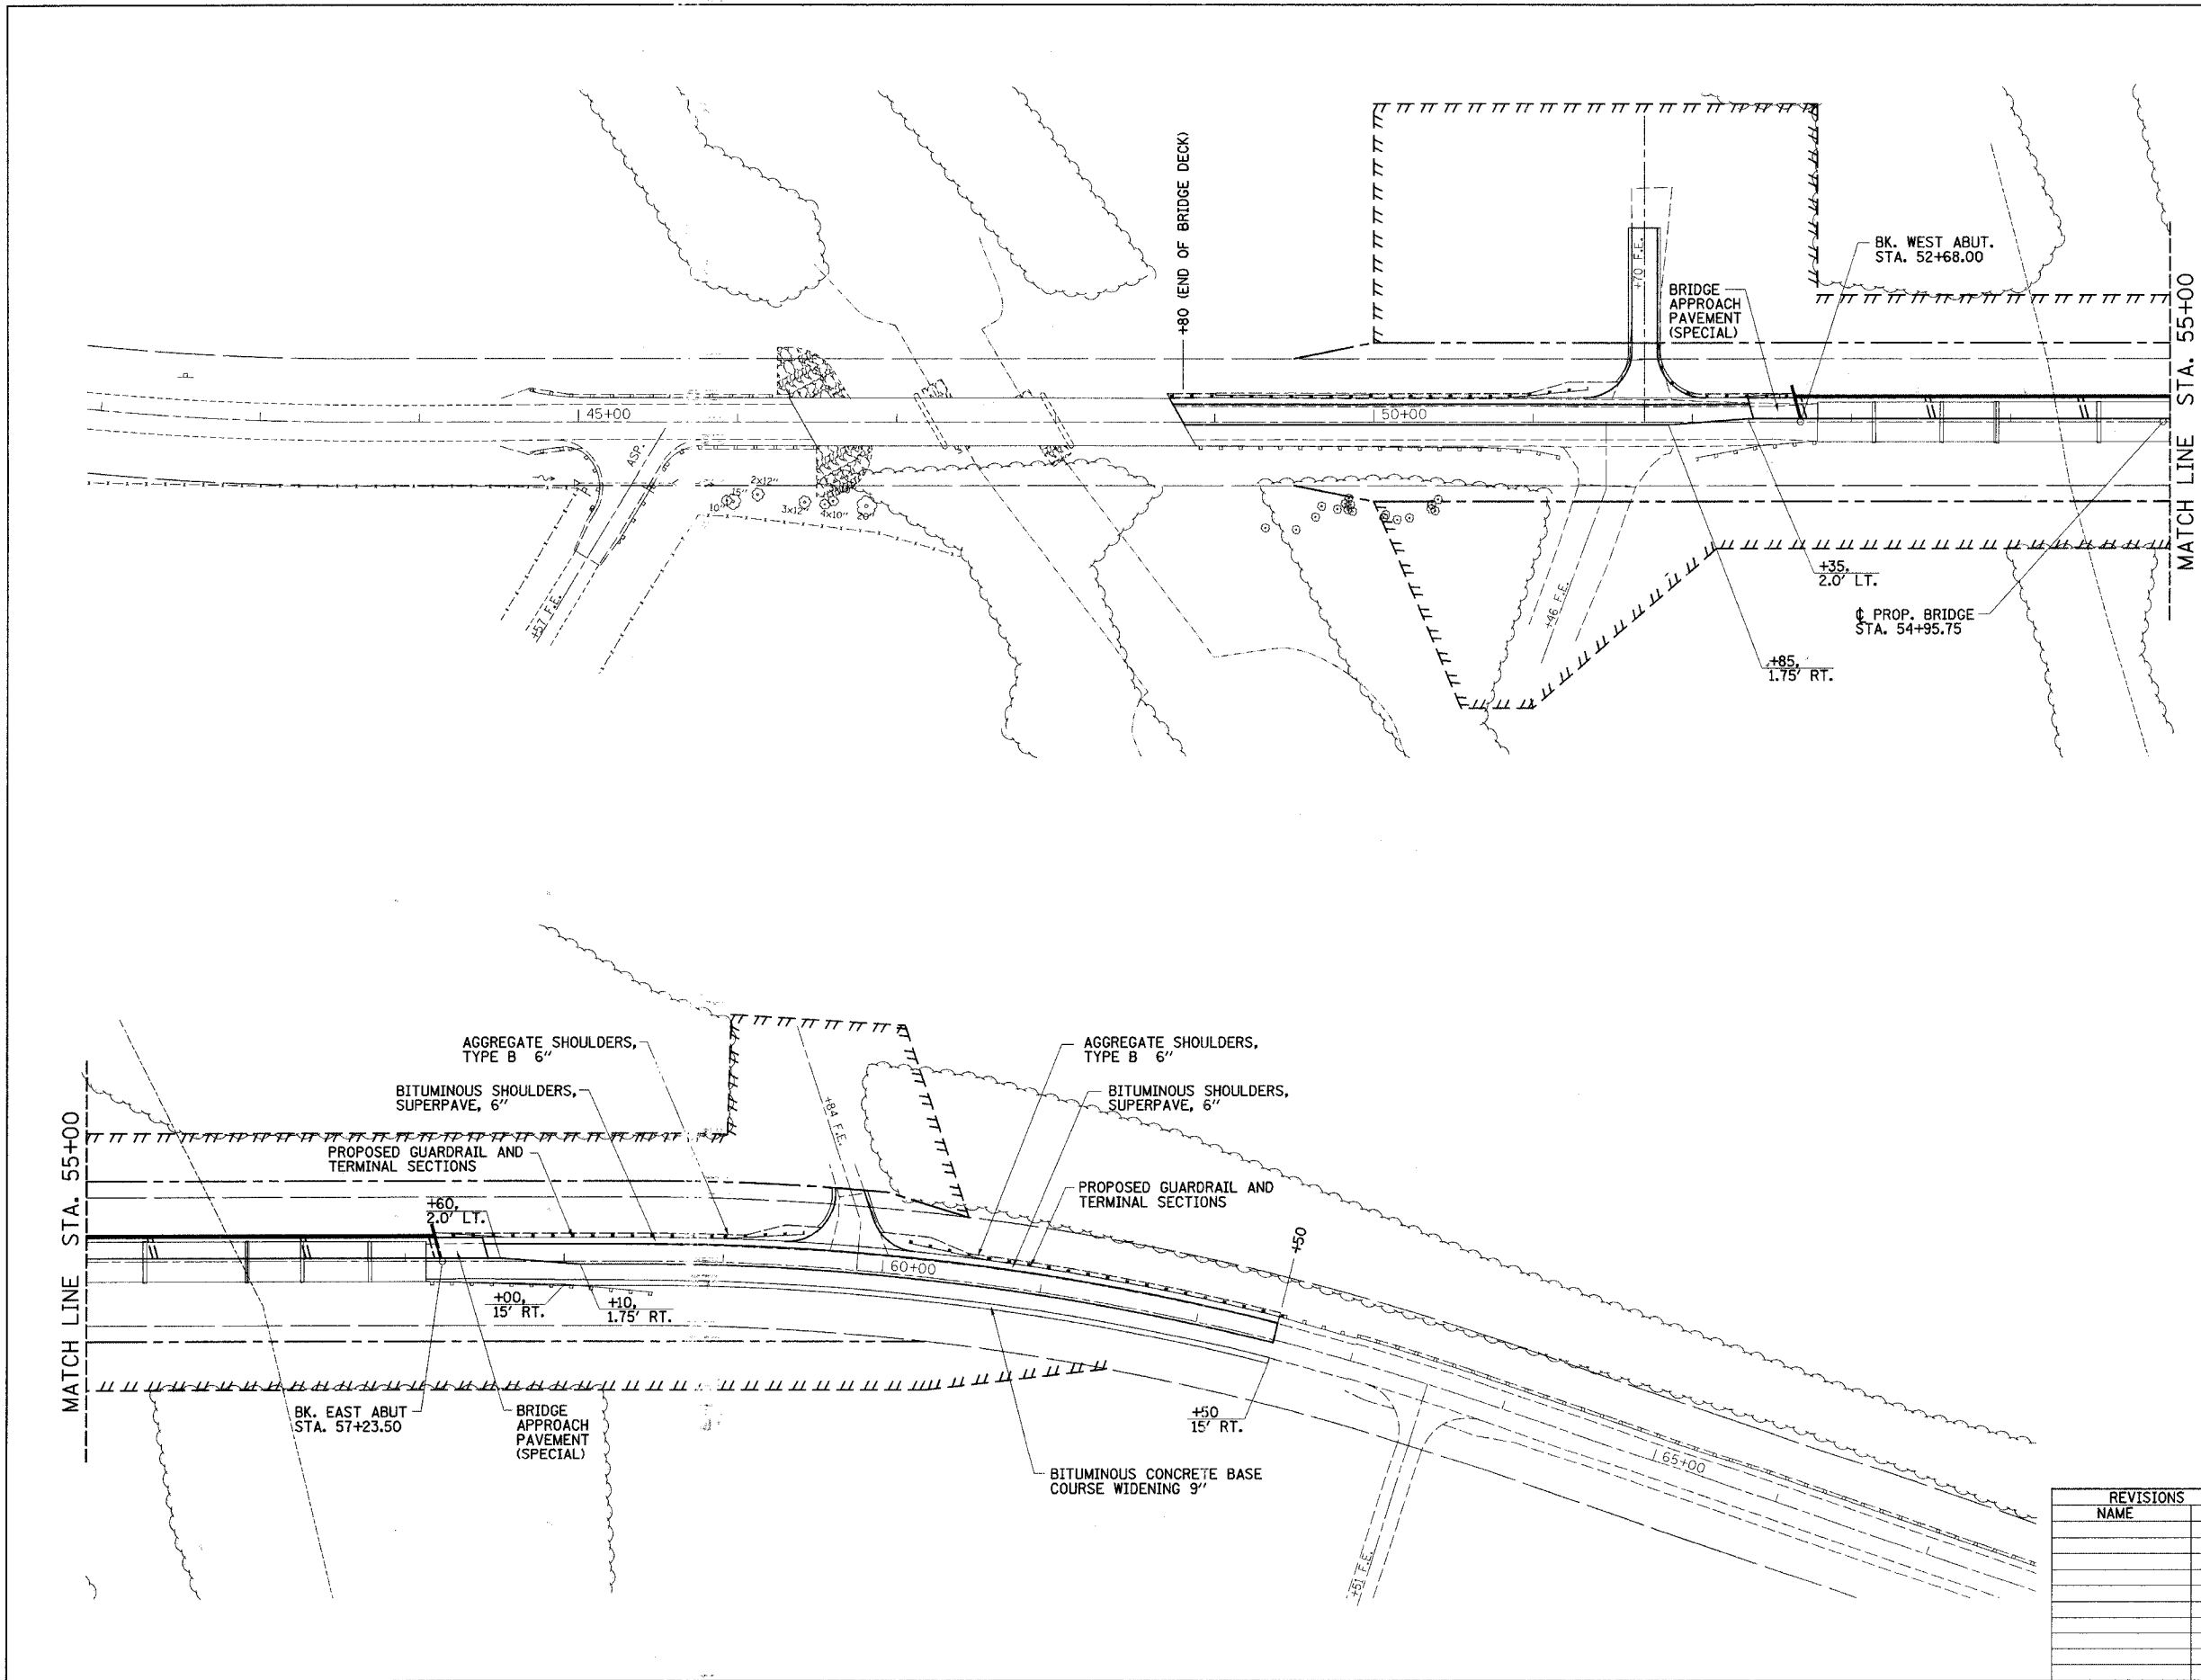 +80 (END OF BRIDGE DECK)
BK. WEST ABUT.
STA. 52+68.00
+70 F.E.
BRIDGE
APPROACH
PAVEMENT
(SPECIAL)
MATCH LINE STA. 55+00
45+00
50+00
ASP.
2x12"
15"
10"
3x12"
4x10"
20"
+57 F.E.
+46 F.E.
+35,
2.0' LT.
℄ PROP. BRIDGE
STA. 54+95.75
+85,
1.75' RT.
AGGREGATE SHOULDERS,
TYPE B 6"
BITUMINOUS SHOULDERS,
SUPERPAVE, 6"
PROPOSED GUARDRAIL AND
TERMINAL SECTIONS
+84 F.E.
AGGREGATE SHOULDERS,
TYPE B 6"
BITUMINOUS SHOULDERS,
SUPERPAVE, 6"
PROPOSED GUARDRAIL AND
TERMINAL SECTIONS
MATCH LINE STA. 55+00
+60,
2.0' LT.
+50
60+00
+00,
15' RT.
+10,
1.75' RT.
BK. EAST ABUT
STA. 57+23.50
BRIDGE
APPROACH
PAVEMENT
(SPECIAL)
+50
15' RT.
BITUMINOUS CONCRETE BASE
COURSE WIDENING 9"
65+00
+51 F.E.
REVISIONS
NAME